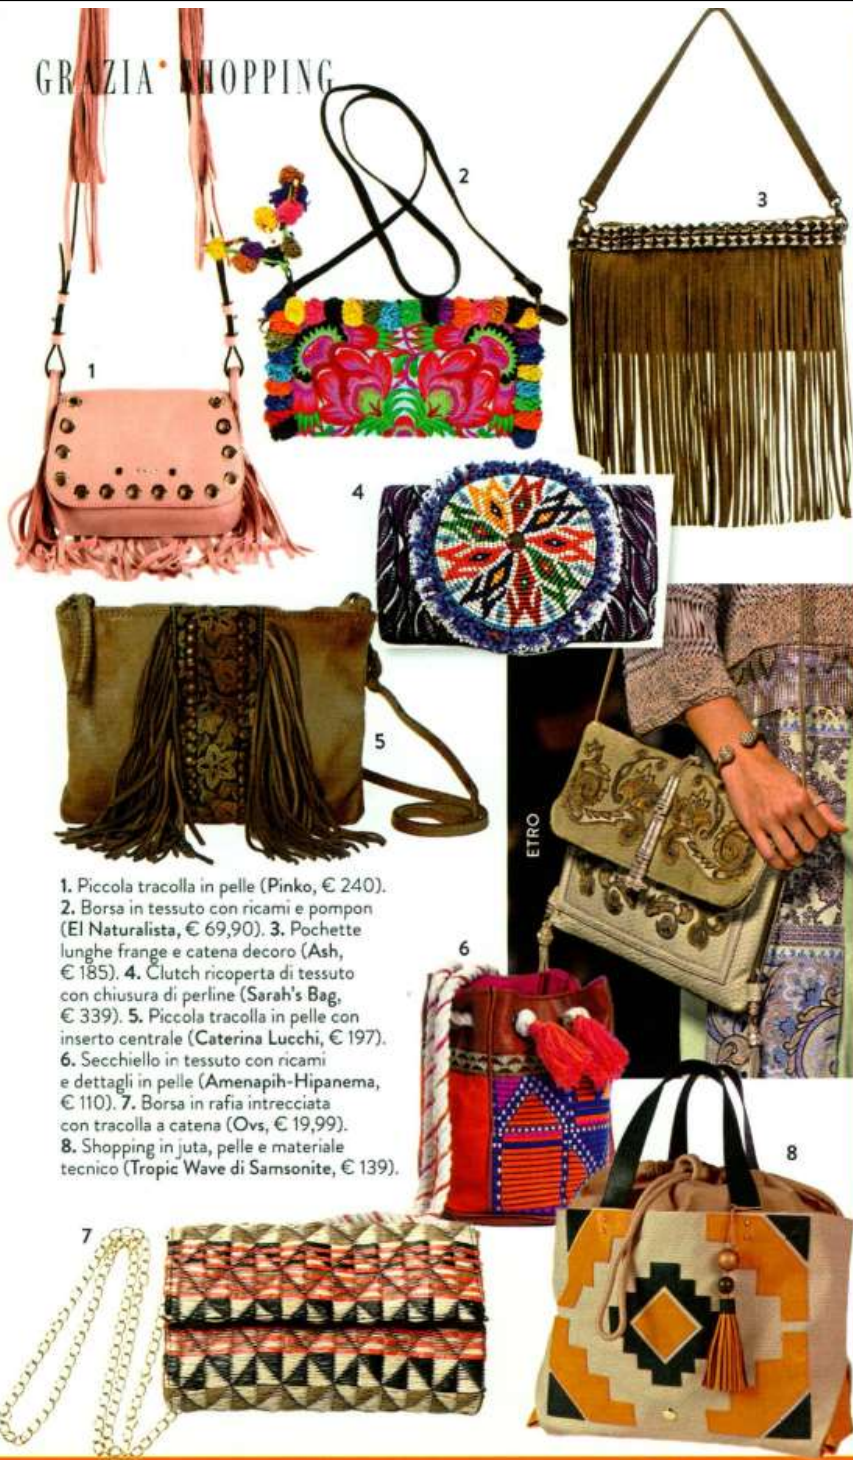 GRAZIA SHOPPING
2
3
1
4
5
ETRO
1. Piccola tracolla in pelle (Pinko, € 240).
2. Borsa in tessuto con ricami e pompon
(El Naturalista, € 69,90). 3. Pochette
lunghe frange e catena decoro (Ash,
€ 185). 4. Clutch ricoperta di tessuto
con chiusura di perline (Sarah's Bag,
€ 339). 5. Piccola tracolla in pelle con
inserto centrale (Caterina Lucchi, € 197).
6. Secchiello in tessuto con ricami
e dettagli in pelle (Amenapih-Hipanema,
€ 110). 7. Borsa in rafia intrecciata
con tracolla a catena (Ovs, € 19,99).
8. Shopping in juta, pelle e materiale
tecnico (Tropic Wave di Samsonite, € 139).
6
8
7